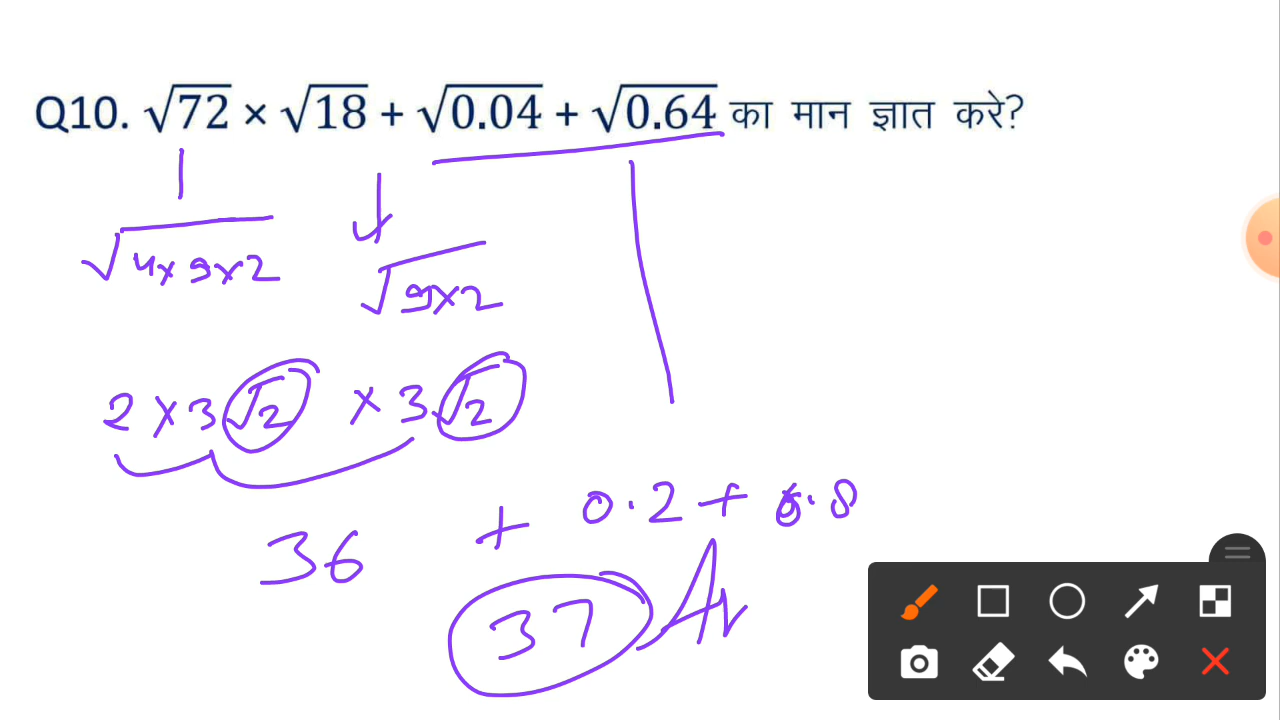 Q10. √72 × √18 + √0.04 + √0.64 का मान ज्ञात करे?
√4×9×2 √9×2
2×3√2 × 3√2
36 + 0.2 + 0.8
37 Ar